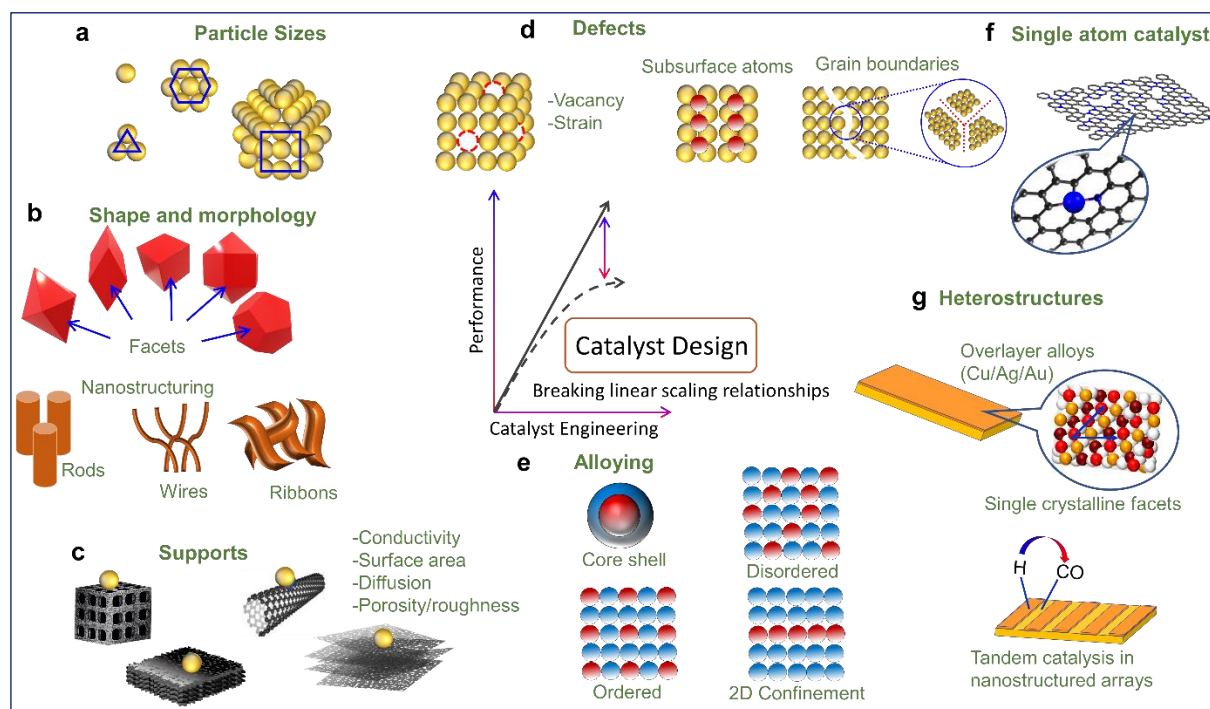 a Particle Sizes
b Shape and morphology
Facets
Nanostructuring
Rods
Wires
Ribbons
c Supports
-Conductivity
-Surface area
-Diffusion
-Porosity/roughness
d Defects
-Vacancy
-Strain
Subsurface atoms
Grain boundaries
Performance
Catalyst Design
Breaking linear scaling relationships
Catalyst Engineering
e Alloying
Core shell
Disordered
Ordered
2D Confinement
f Single atom catalyst
g Heterostructures
Overlayer alloys
(Cu/Ag/Au)
Single crystalline facets
H
CO
Tandem catalysis in
nanostructured arrays